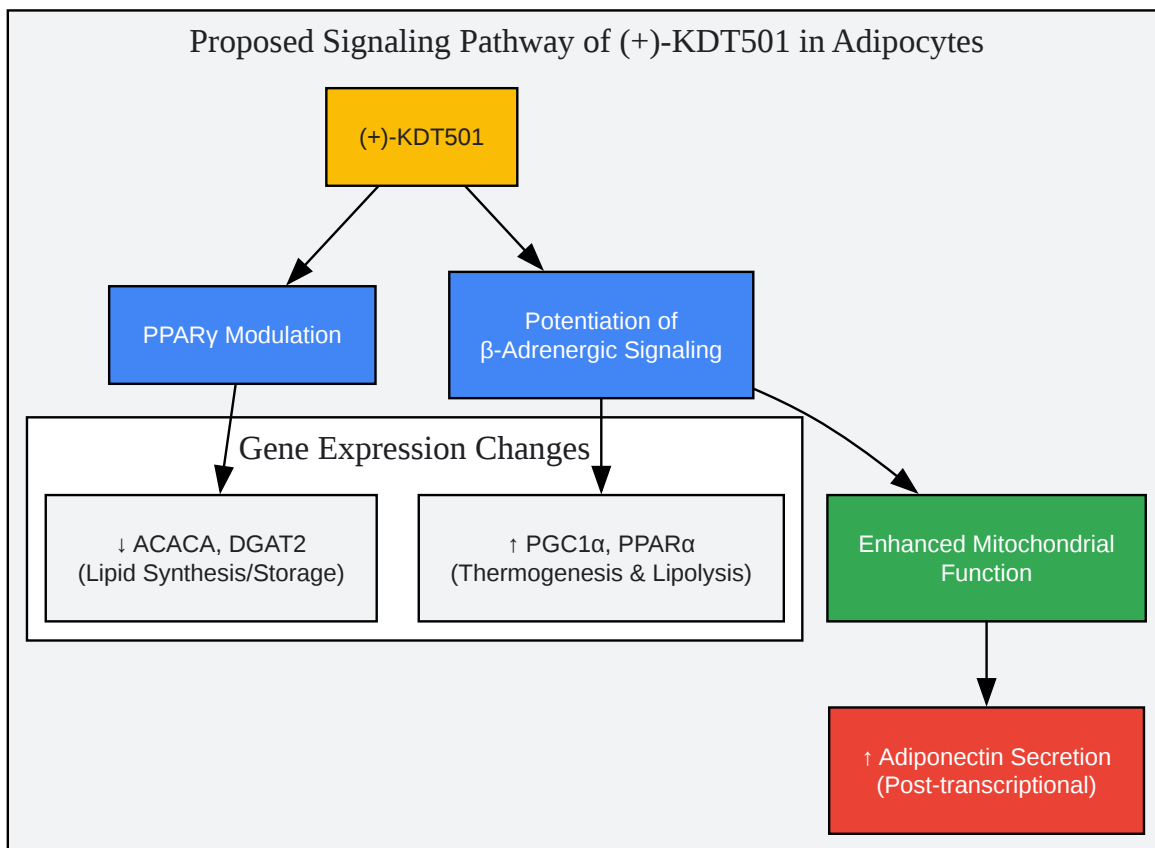 Proposed Signaling Pathway of (+)-KDT501 in Adipocytes
(+)-KDT501
PPARγ Modulation
Potentiation of
β-Adrenergic Signaling
Gene Expression Changes
↓ ACACA, DGAT2
(Lipid Synthesis/Storage)
↑ PGC1α, PPARα
(Thermogenesis & Lipolysis)
Enhanced Mitochondrial
Function
↑ Adiponectin Secretion
(Post-transcriptional)